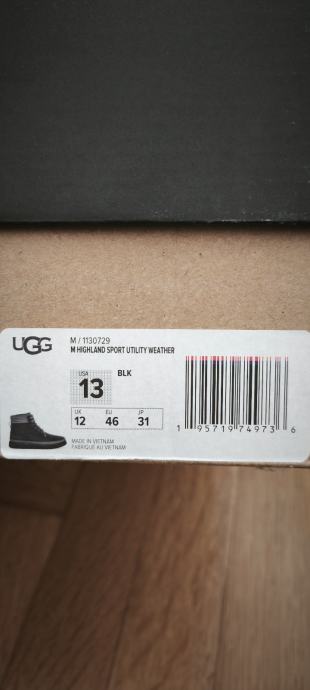 UGG
M / 1130729
M HIGHLAND SPORT UTILITY WEATHER
USA
13
BLK
UK EU JP
12 46 31
MADE IN VIETNAM
FABRIQUE AU VIETNAM
1 95719 74973 6